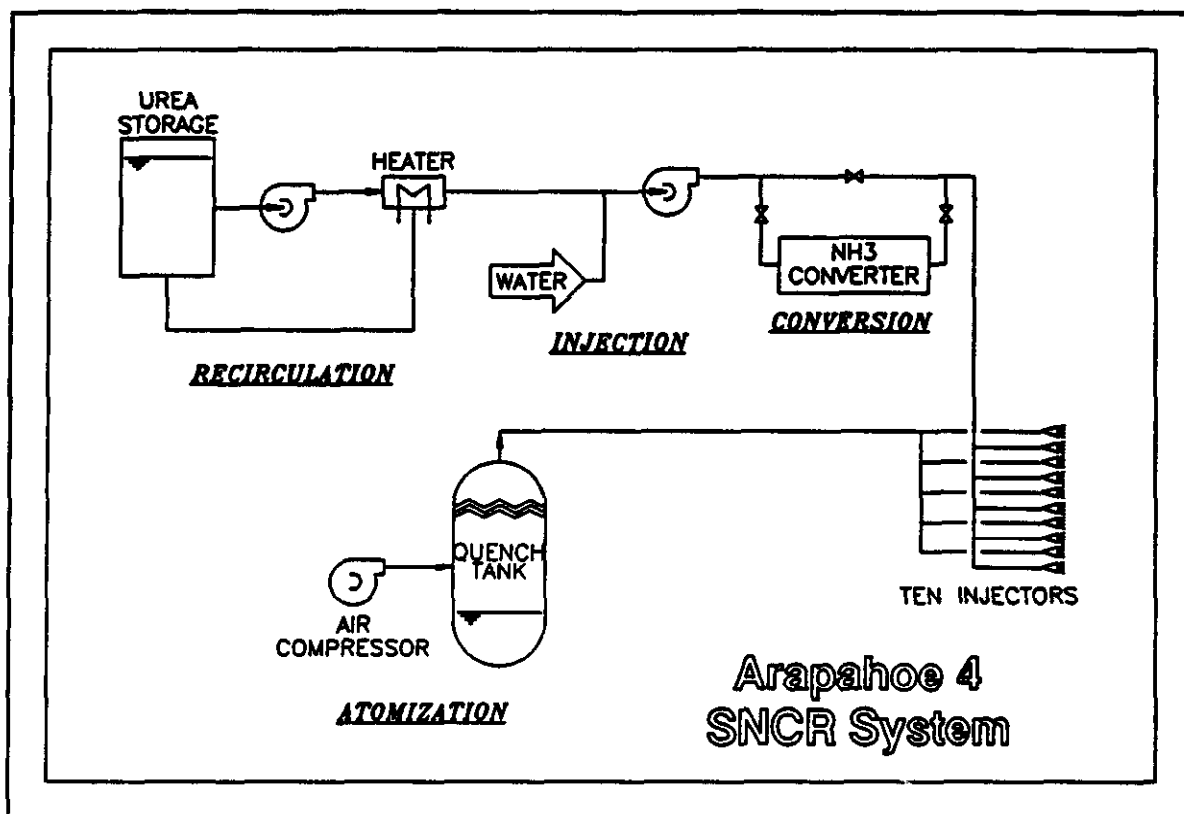 UREA
STORAGE
HEATER
WATER
NH3
CONVERTER
RECIRCULATION
INJECTION
CONVERSION
QUENCH
TANK
AIR
COMPRESSOR
ATOMIZATION
TEN INJECTORS
Arapahoe 4
SNCR System